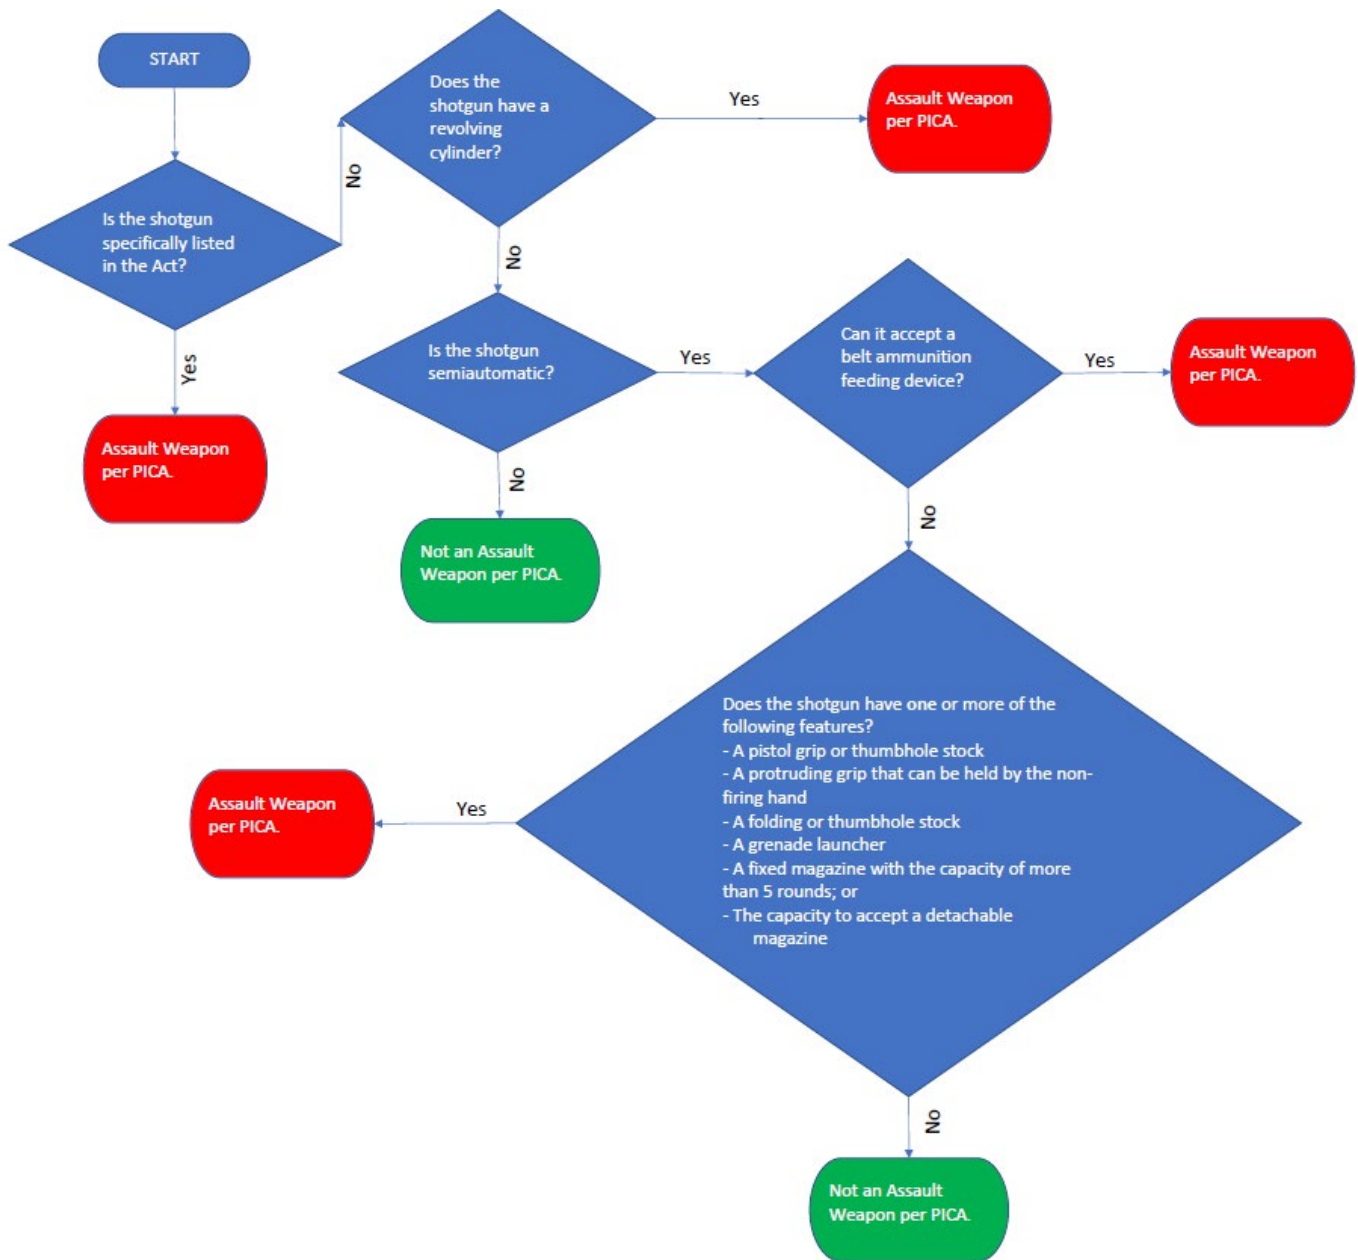 START
Is the shotgun
specifically listed
in the Act?
Yes
Assault Weapon
per PICA.
No
Does the
shotgun have a
revolving
cylinder?
Yes
Assault Weapon
per PICA.
No
Is the shotgun
semiautomatic?
No
Not an Assault
Weapon per PICA.
Yes
Can it accept a
belt ammunition
feeding device?
Yes
Assault Weapon
per PICA.
No
Does the shotgun have one or more of the
following features?
- A pistol grip or thumbhole stock
- A protruding grip that can be held by the non-
firing hand
- A folding or thumbhole stock
- A grenade launcher
- A fixed magazine with the capacity of more
than 5 rounds; or
- The capacity to accept a detachable
magazine
Yes
Assault Weapon
per PICA.
No
Not an Assault
Weapon per PICA.